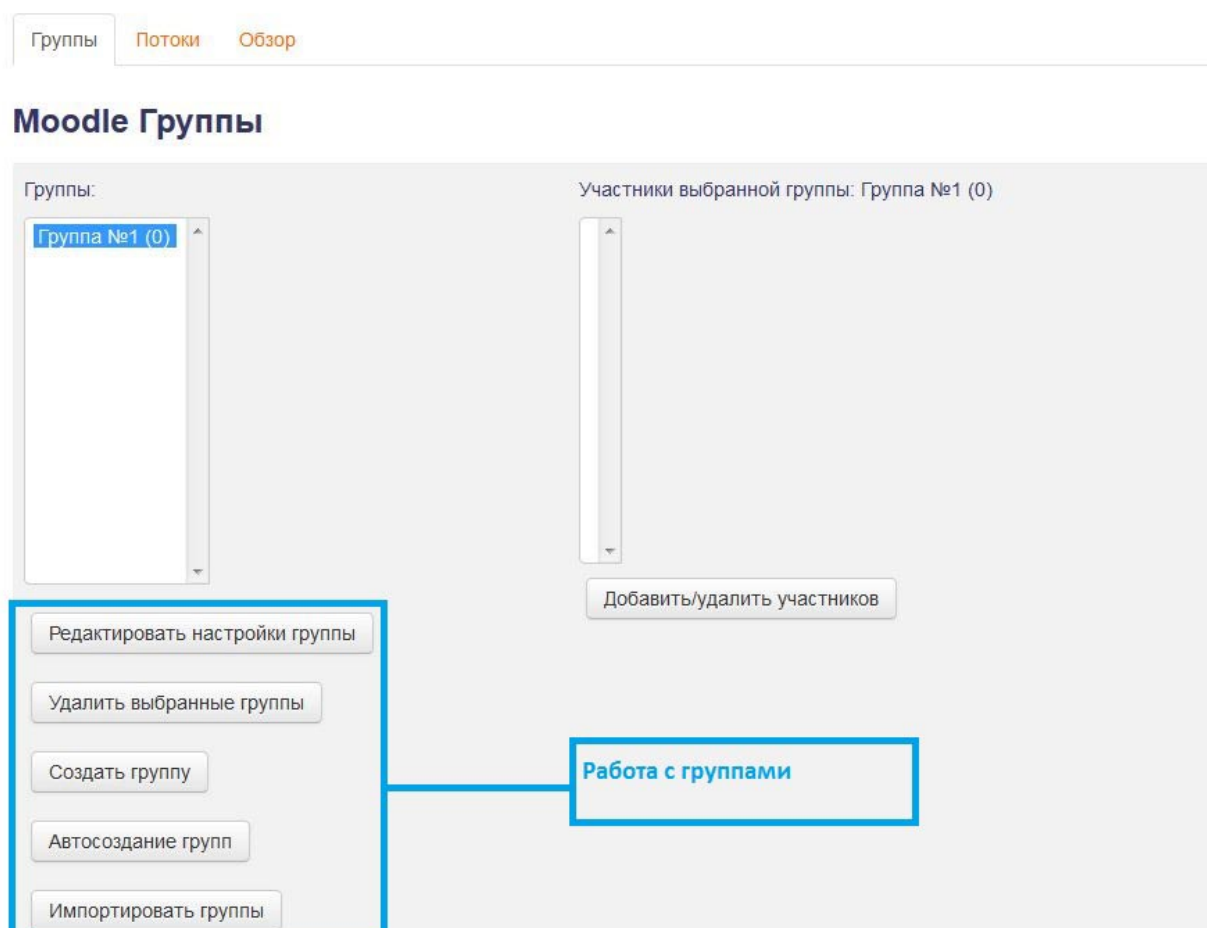 Группы Потоки Обзор
Moodle Группы
Группы:
Участники выбранной группы: Группа №1 (0)
Группа №1 (0)
Добавить/удалить участников
Редактировать настройки группы
Удалить выбранные группы
Создать группу
Работа с группами
Автосоздание групп
Импортировать группы